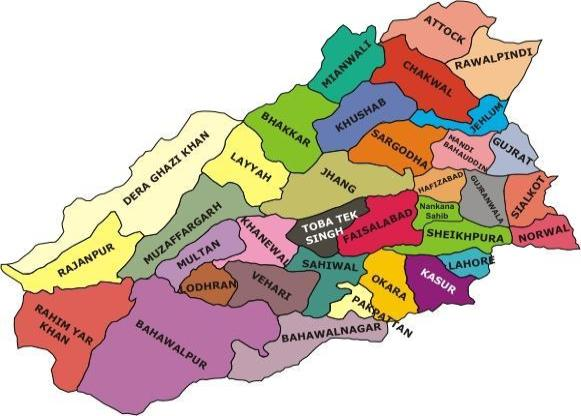 ATTOCK
RAWALPINDI
MIANWALI
CHAKWAL
JEHLUM
KHUSHAB
BHAKKAR
SARGODHA
MANDI
BAHAUDDIN
GUJRAT
DERA GHAZI KHAN
LAYYAH
JHANG
HAFIZABAD
GUJRANWALA
SIALKOT
MUZAFFARGARH
TOBA TEK
SINGH
FAISALABAD
Nankana
Sahib
SHEIKHPURA
NORWAL
KHANEWAL
MULTAN
RAJANPUR
SAHIWAL
LAHORE
LODHRAN
VEHARI
OKARA
KASUR
PAKPATTAN
RAHIM YAR
KHAN
BAHAWALPUR
BAHAWALNAGAR